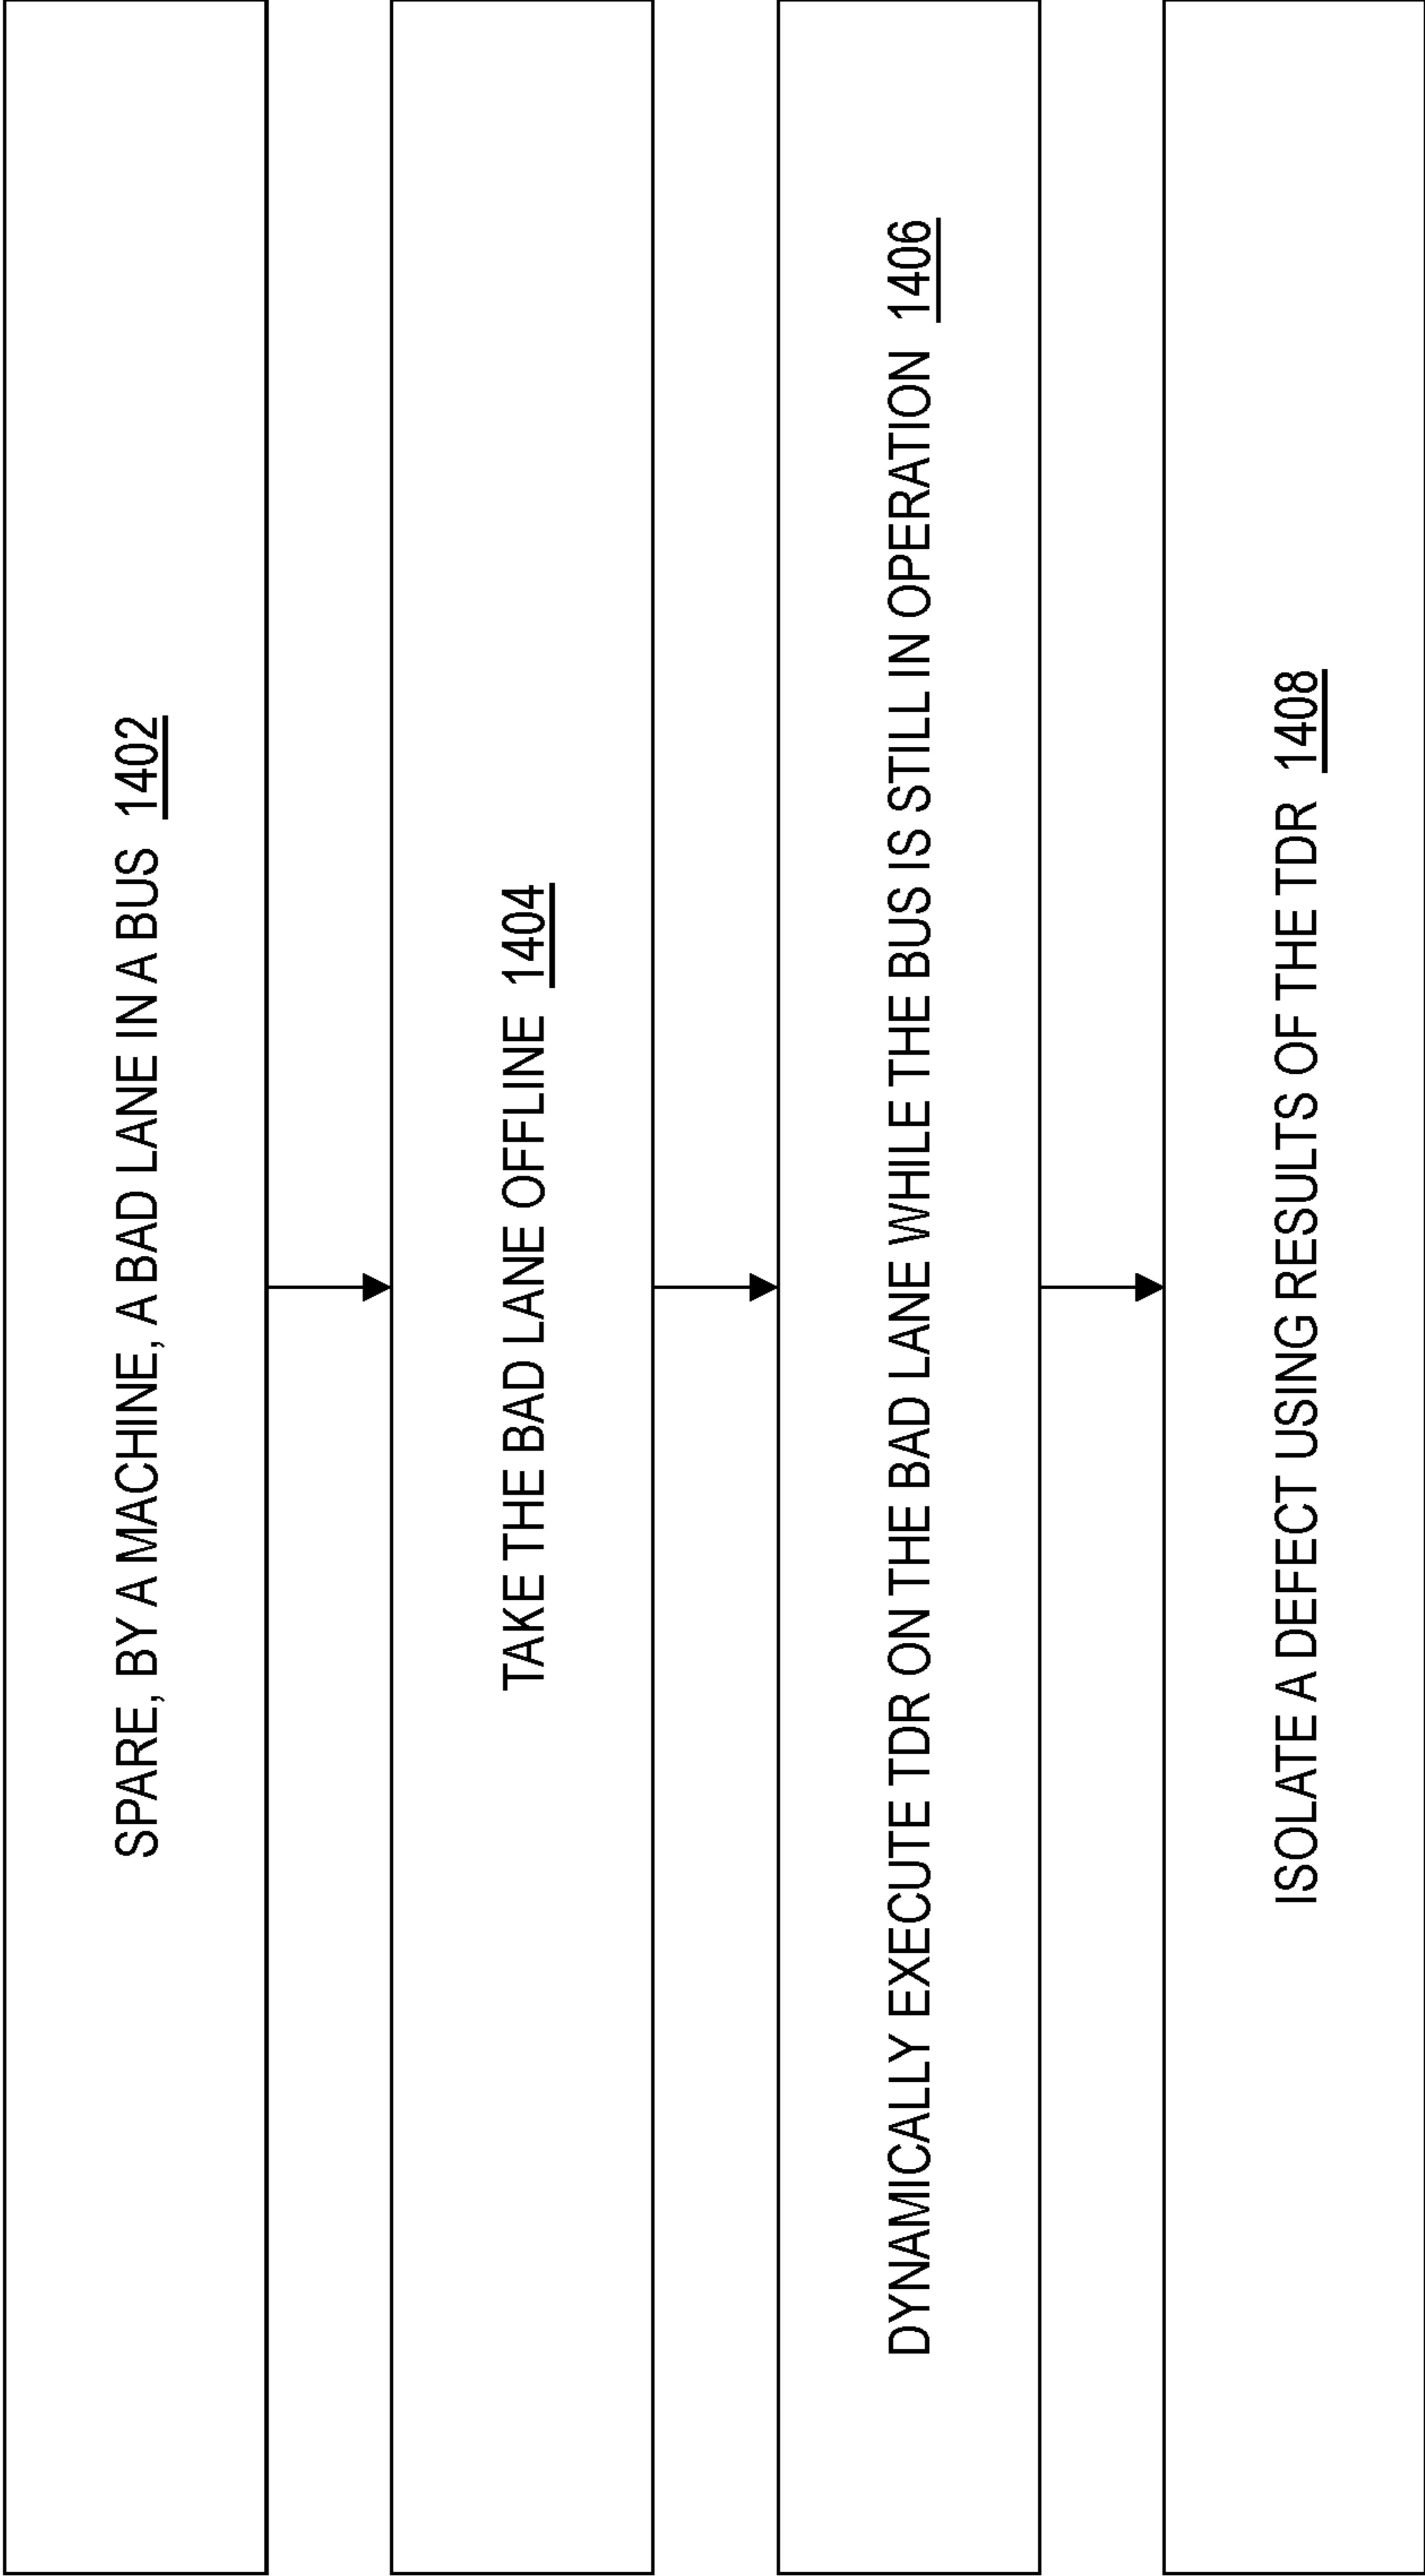 SPARE, BY A MACHINE, A BAD LANE IN A BUS 1402
TAKE THE BAD LANE OFFLINE 1404
DYNAMICALLY EXECUTE TDR ON THE BAD LANE WHILE THE BUS IS STILL IN OPERATION 1406
ISOLATE A DEFECT USING RESULTS OF THE TDR 1408